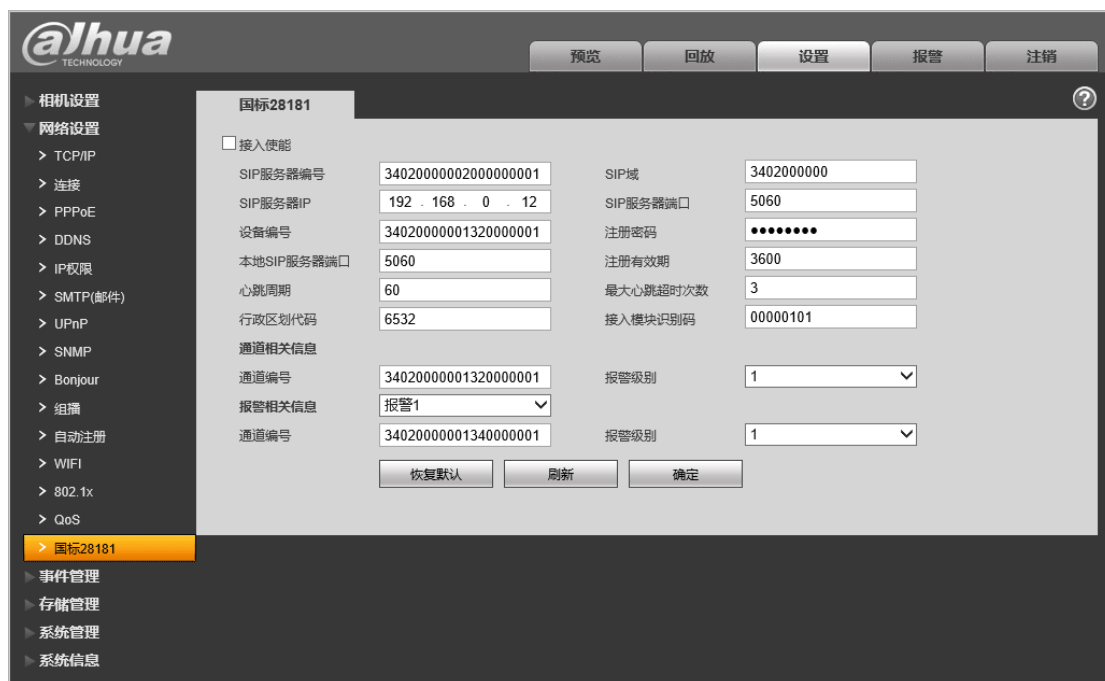 alhua
TECHNOLOGY
预览 回放 设置 报警 注销
相机设置
网络设置
> TCP/IP
> 连接
> PPPoE
> DDNS
> IP权限
> SMTP(邮件)
> UPnP
> SNMP
> Bonjour
> 组播
> 自动注册
> WIFI
> 802.1x
> QoS
> 国标28181
事件管理
存储管理
系统管理
系统信息
国标28181
?
接入使能
SIP服务器编号 34020000002000000001 SIP域 3402000000
SIP服务器IP 192 . 168 . 0 . 12 SIP服务器端口 5060
设备编号 34020000001320000001 注册密码 ●●●●●●●●
本地SIP服务器端口 5060 注册有效期 3600
心跳周期 60 最大心跳超时次数 3
行政区划代码 6532 接入模块识别码 00000101
通道相关信息
通道编号 34020000001320000001 报警级别 1
报警相关信息 报警1
通道编号 34020000001340000001 报警级别 1
恢复默认 刷新 确定